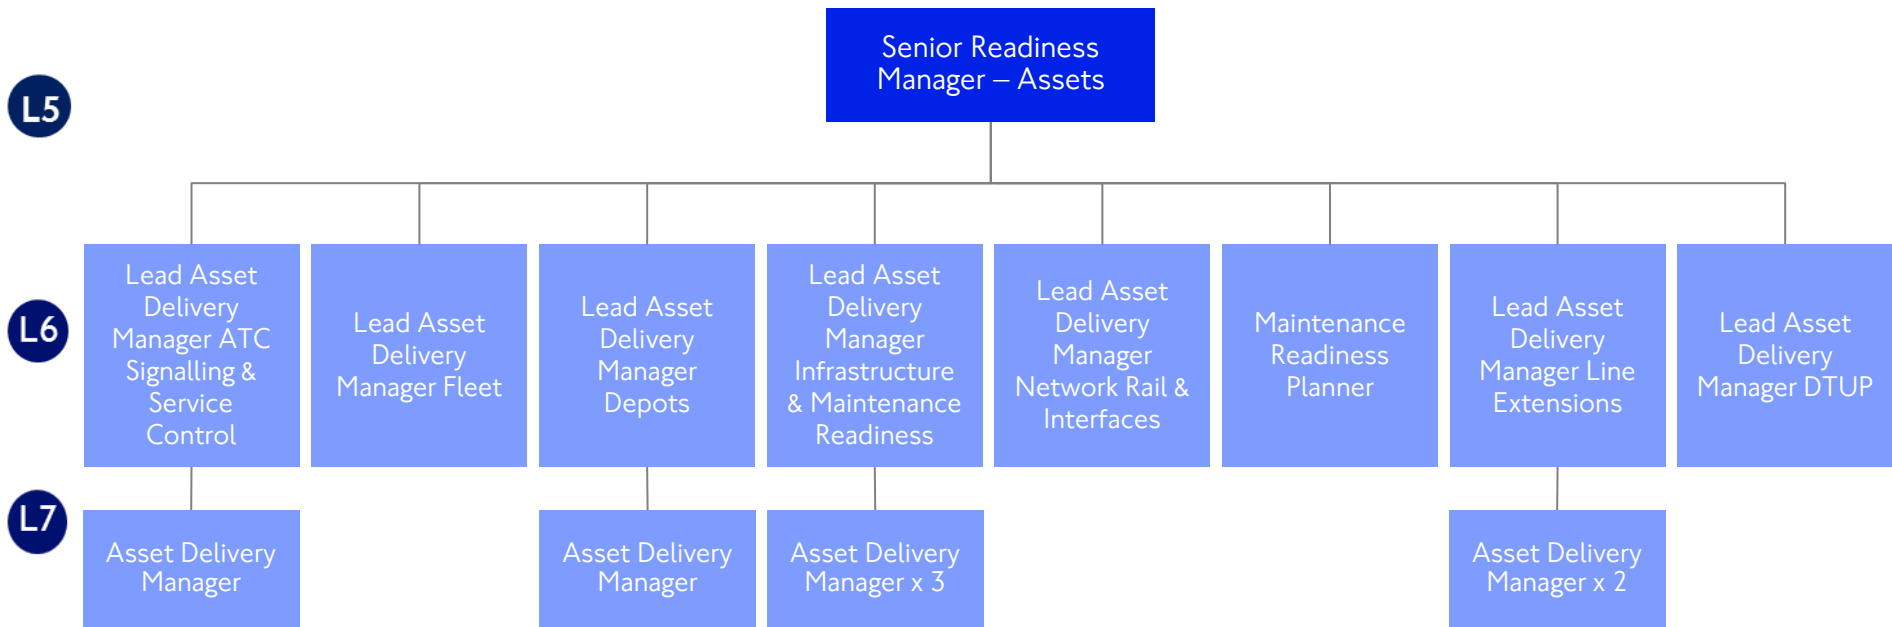 Senior Readiness
Manager – Assets
L5
L6
Lead Asset
Delivery
Manager ATC
Signalling &
Service
Control
Lead Asset
Delivery
Manager Fleet
Lead Asset
Delivery
Manager
Depots
Lead Asset
Delivery
Manager
Infrastructure
& Maintenance
Readiness
Lead Asset
Delivery
Manager
Network Rail &
Interfaces
Maintenance
Readiness
Planner
Lead Asset
Delivery
Manager Line
Extensions
Lead Asset
Delivery
Manager DTUP
L7
Asset Delivery
Manager
Asset Delivery
Manager
Asset Delivery
Manager x 3
Asset Delivery
Manager x 2